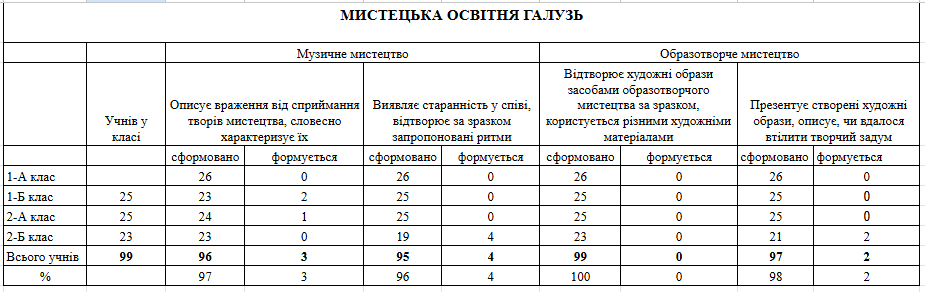 МИСТЕЦЬКА ОСВІТНЯ ГАЛУЗЬ
Музичне мистецтво Образотворче мистецтво
Учнів у класі
Описує враження від сприймання
творів мистецтва, словесно
характеризує їх
Виявляє старанність у співі,
відтворює за зразком
запропоновані ритми
Відтворює художні образи
засобами образотворчого
мистецтва за зразком,
користується різними художніми
матеріалами
Презентує створені художні
образи, описує, чи вдалося
втілити творчий задум
сформовано формується сформовано формується сформовано формується сформовано формується
1-А клас 26 0 26 0 26 0 26 0
1-Б клас 25 23 2 25 0 25 0 25 0
2-А клас 25 24 1 25 0 25 0 25 0
2-Б клас 23 23 0 19 4 23 0 21 2
Всього учнів 99 96 3 95 4 99 0 97 2
% 97 3 96 4 100 0 98 2